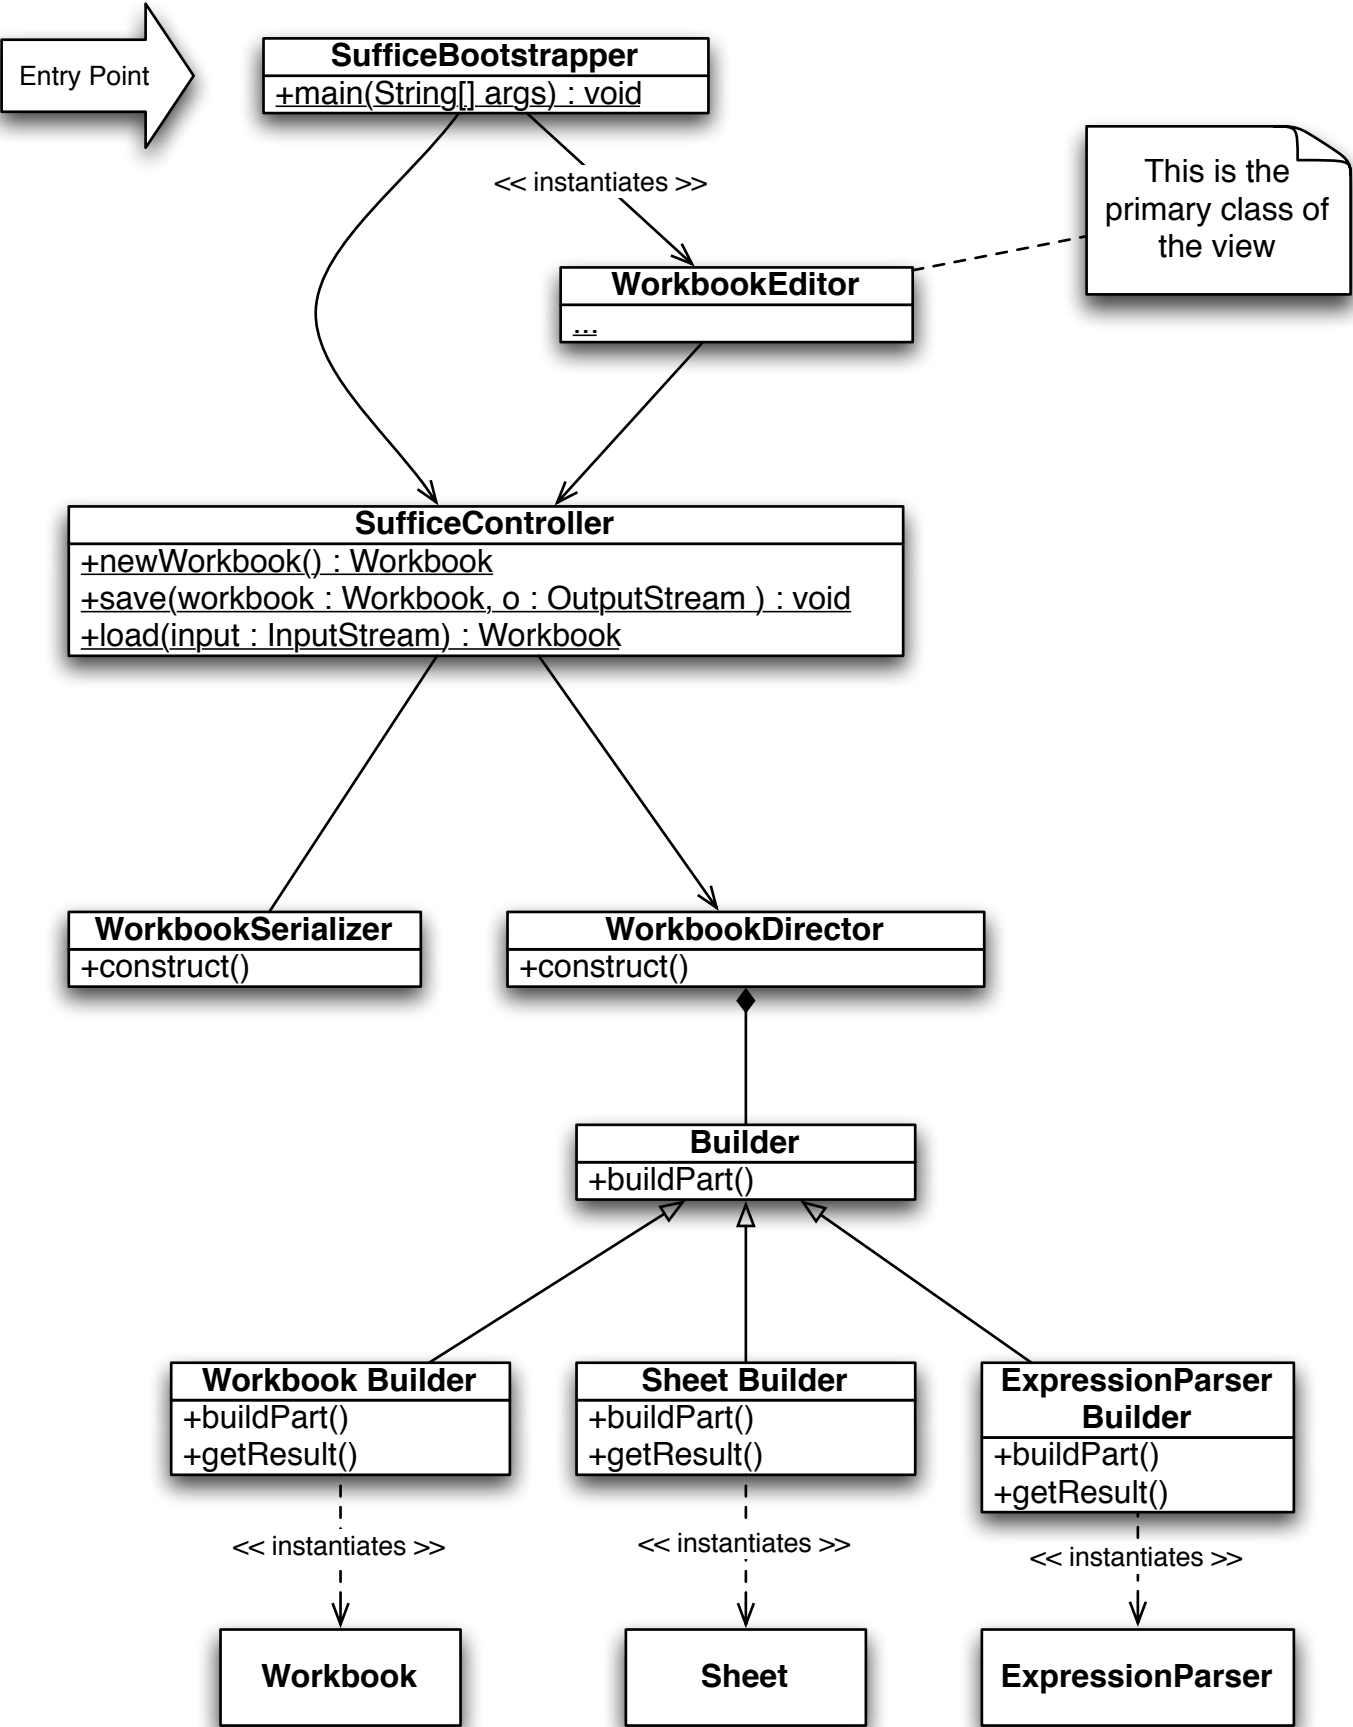 Entry Point
SufficeBootstrapper
+main(String[] args) : void
<< instantiates >>
This is the
primary class of
the view
WorkbookEditor
...
SufficeController
+newWorkbook() : Workbook
+save(workbook : Workbook, o : OutputStream ) : void
+load(input : InputStream) : Workbook
WorkbookSerializer
+construct()
WorkbookDirector
+construct()
Builder
+buildPart()
Workbook Builder
+buildPart()
+getResult()
Sheet Builder
+buildPart()
+getResult()
ExpressionParser
Builder
+buildPart()
+getResult()
<< instantiates >>
<< instantiates >>
<< instantiates >>
Workbook
Sheet
ExpressionParser